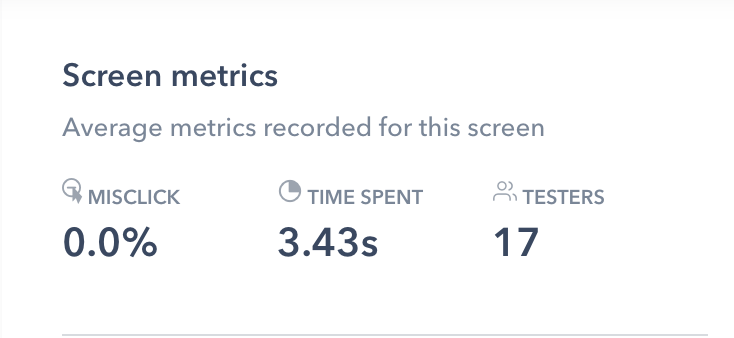 Screen metrics
Average metrics recorded for this screen
MISCLICK TIME SPENT TESTERS
0.0% 3.43s 17